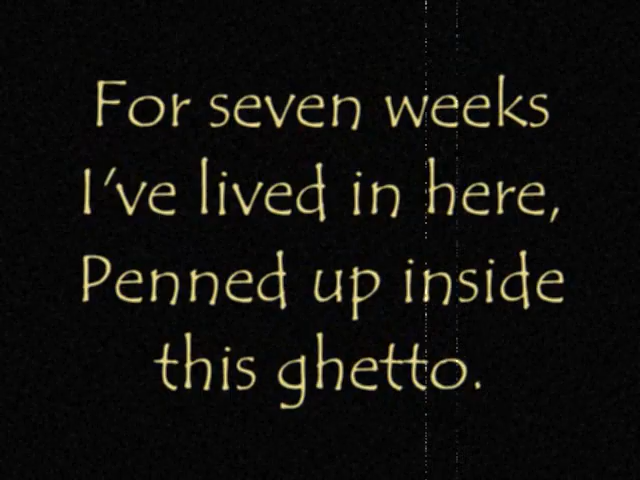 For seven weeks
I've lived in here,
Penned up inside
this ghetto.